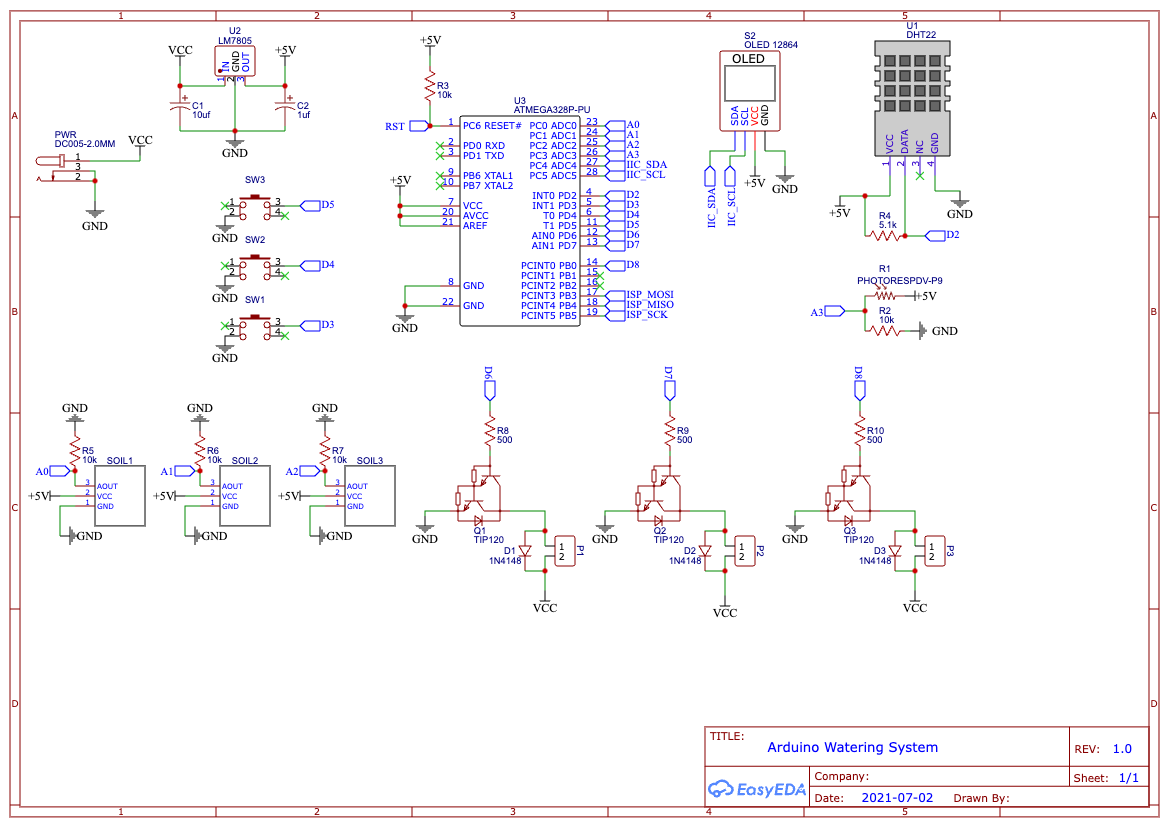 1 2 3 4 5
A
B
C
D
A
B
C
D
1 2 3 4 5
U2
LM7805
VCC
+5V
IN
GND
OUT
1 2 3
C1
10uf
C2
1uf
GND
PWR
DC005-2.0MM
VCC
1
3
2
GND
SW3
1 3
2 4
D5
GND
SW2
1 3
2 4
D4
GND
SW1
1 3
2 4
D3
GND
+5V
R3
10k
RST
U3
ATMEGA328P-PU
1 PC6 RESET#
2 PD0 RXD
3 PD1 TXD
9 PB6 XTAL1
10 PB7 XTAL2
+5V
7 VCC
20 AVCC
21 AREF
8 GND
22 GND
GND
PC0 ADC0 23 A0
PC1 ADC1 24 A1
PC2 ADC2 25 A2
PC3 ADC3 26 A3
PC4 ADC4 27 IIC_SDA
PC5 ADC5 28 IIC_SCL
INT0 PD2 4 D2
INT1 PD3 5 D3
T0 PD4 6 D4
T1 PD5 11 D5
AIN0 PD6 12 D6
AIN1 PD7 13 D7
PCINT0 PB0 14 D8
PCINT1 PB1 15
PCINT2 PB2 16
PCINT3 PB3 17 ISP_MOSI
PCINT4 PB4 18 ISP_MISO
PCINT5 PB5 19 ISP_SCK
S2
OLED 12864
OLED
SDA
SCL
VCC
GND
IIC_SDA
IIC_SCL
+5V
GND
U1
DHT22
VCC
DATA
NC
GND
1 2 3 4
+5V
R4
5.1k
D2
GND
R1
PHOTORESPDV-P9
+5V
A3
R2
10k
GND
GND
R5
10k
A0
SOIL1
3 AOUT
2 VCC
1 GND
+5V
GND
GND
R6
10k
A1
SOIL2
3 AOUT
2 VCC
1 GND
+5V
GND
GND
R7
10k
A2
SOIL3
3 AOUT
2 VCC
1 GND
+5V
GND
D6
R8
500
GND
Q1
TIP120
D1
1N4148
1
2
P1
VCC
D7
R9
500
GND
Q2
TIP120
D2
1N4148
1
2
P2
VCC
D8
R10
500
GND
Q3
TIP120
D3
1N4148
1
2
P3
VCC
TITLE:
Arduino Watering System
REV: 1.0
EasyEDA
Company:
Sheet: 1/1
Date: 2021-07-02 Drawn By: